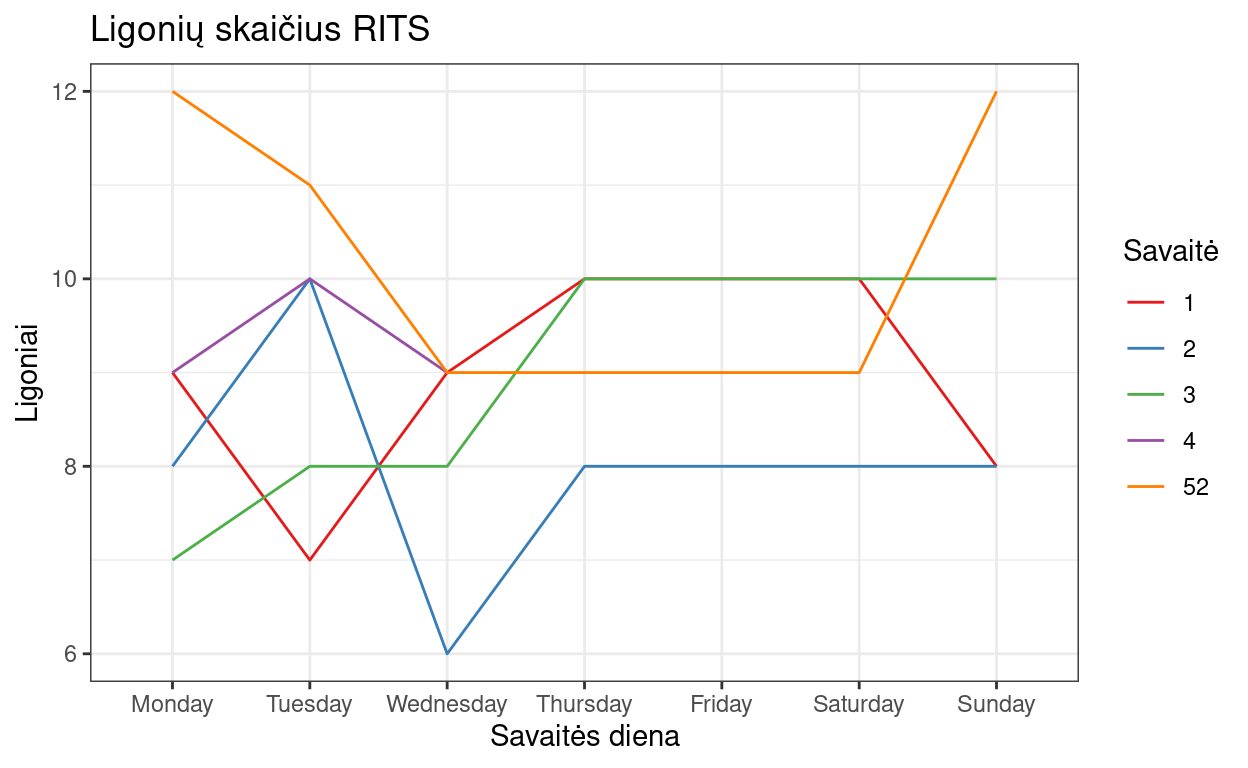 Ligonių skaičius RITS
Ligoniai
12
10
8
6
Monday Tuesday Wednesday Thursday Friday Saturday Sunday
Savaitės diena
Savaitė
1
2
3
4
52